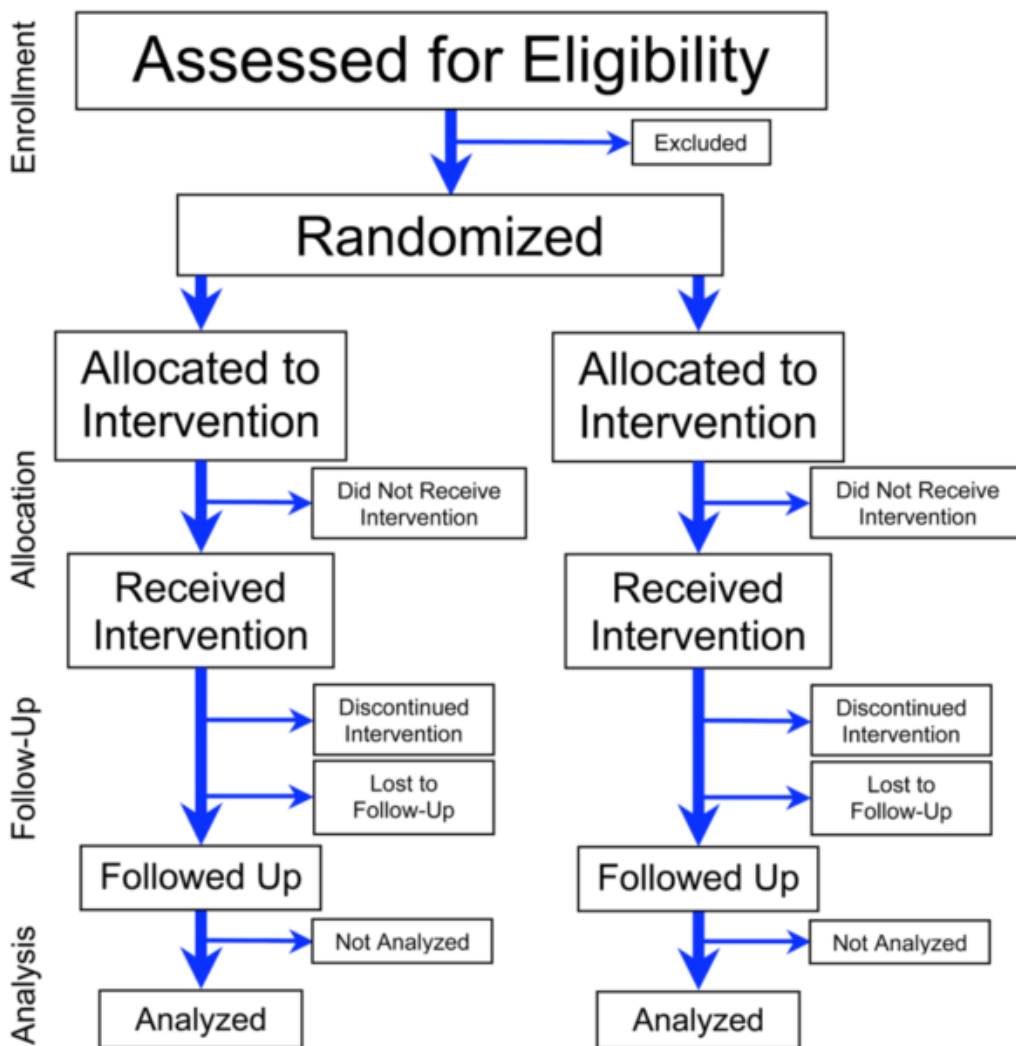 Enrollment
Assessed for Eligibility
Excluded
Randomized
Allocated to
Intervention
Allocated to
Intervention
Allocation
Did Not Receive
Intervention
Did Not Receive
Intervention
Received
Intervention
Received
Intervention
Follow-Up
Discontinued
Intervention
Discontinued
Intervention
Lost to
Follow-Up
Lost to
Follow-Up
Followed Up
Followed Up
Analysis
Not Analyzed
Not Analyzed
Analyzed
Analyzed